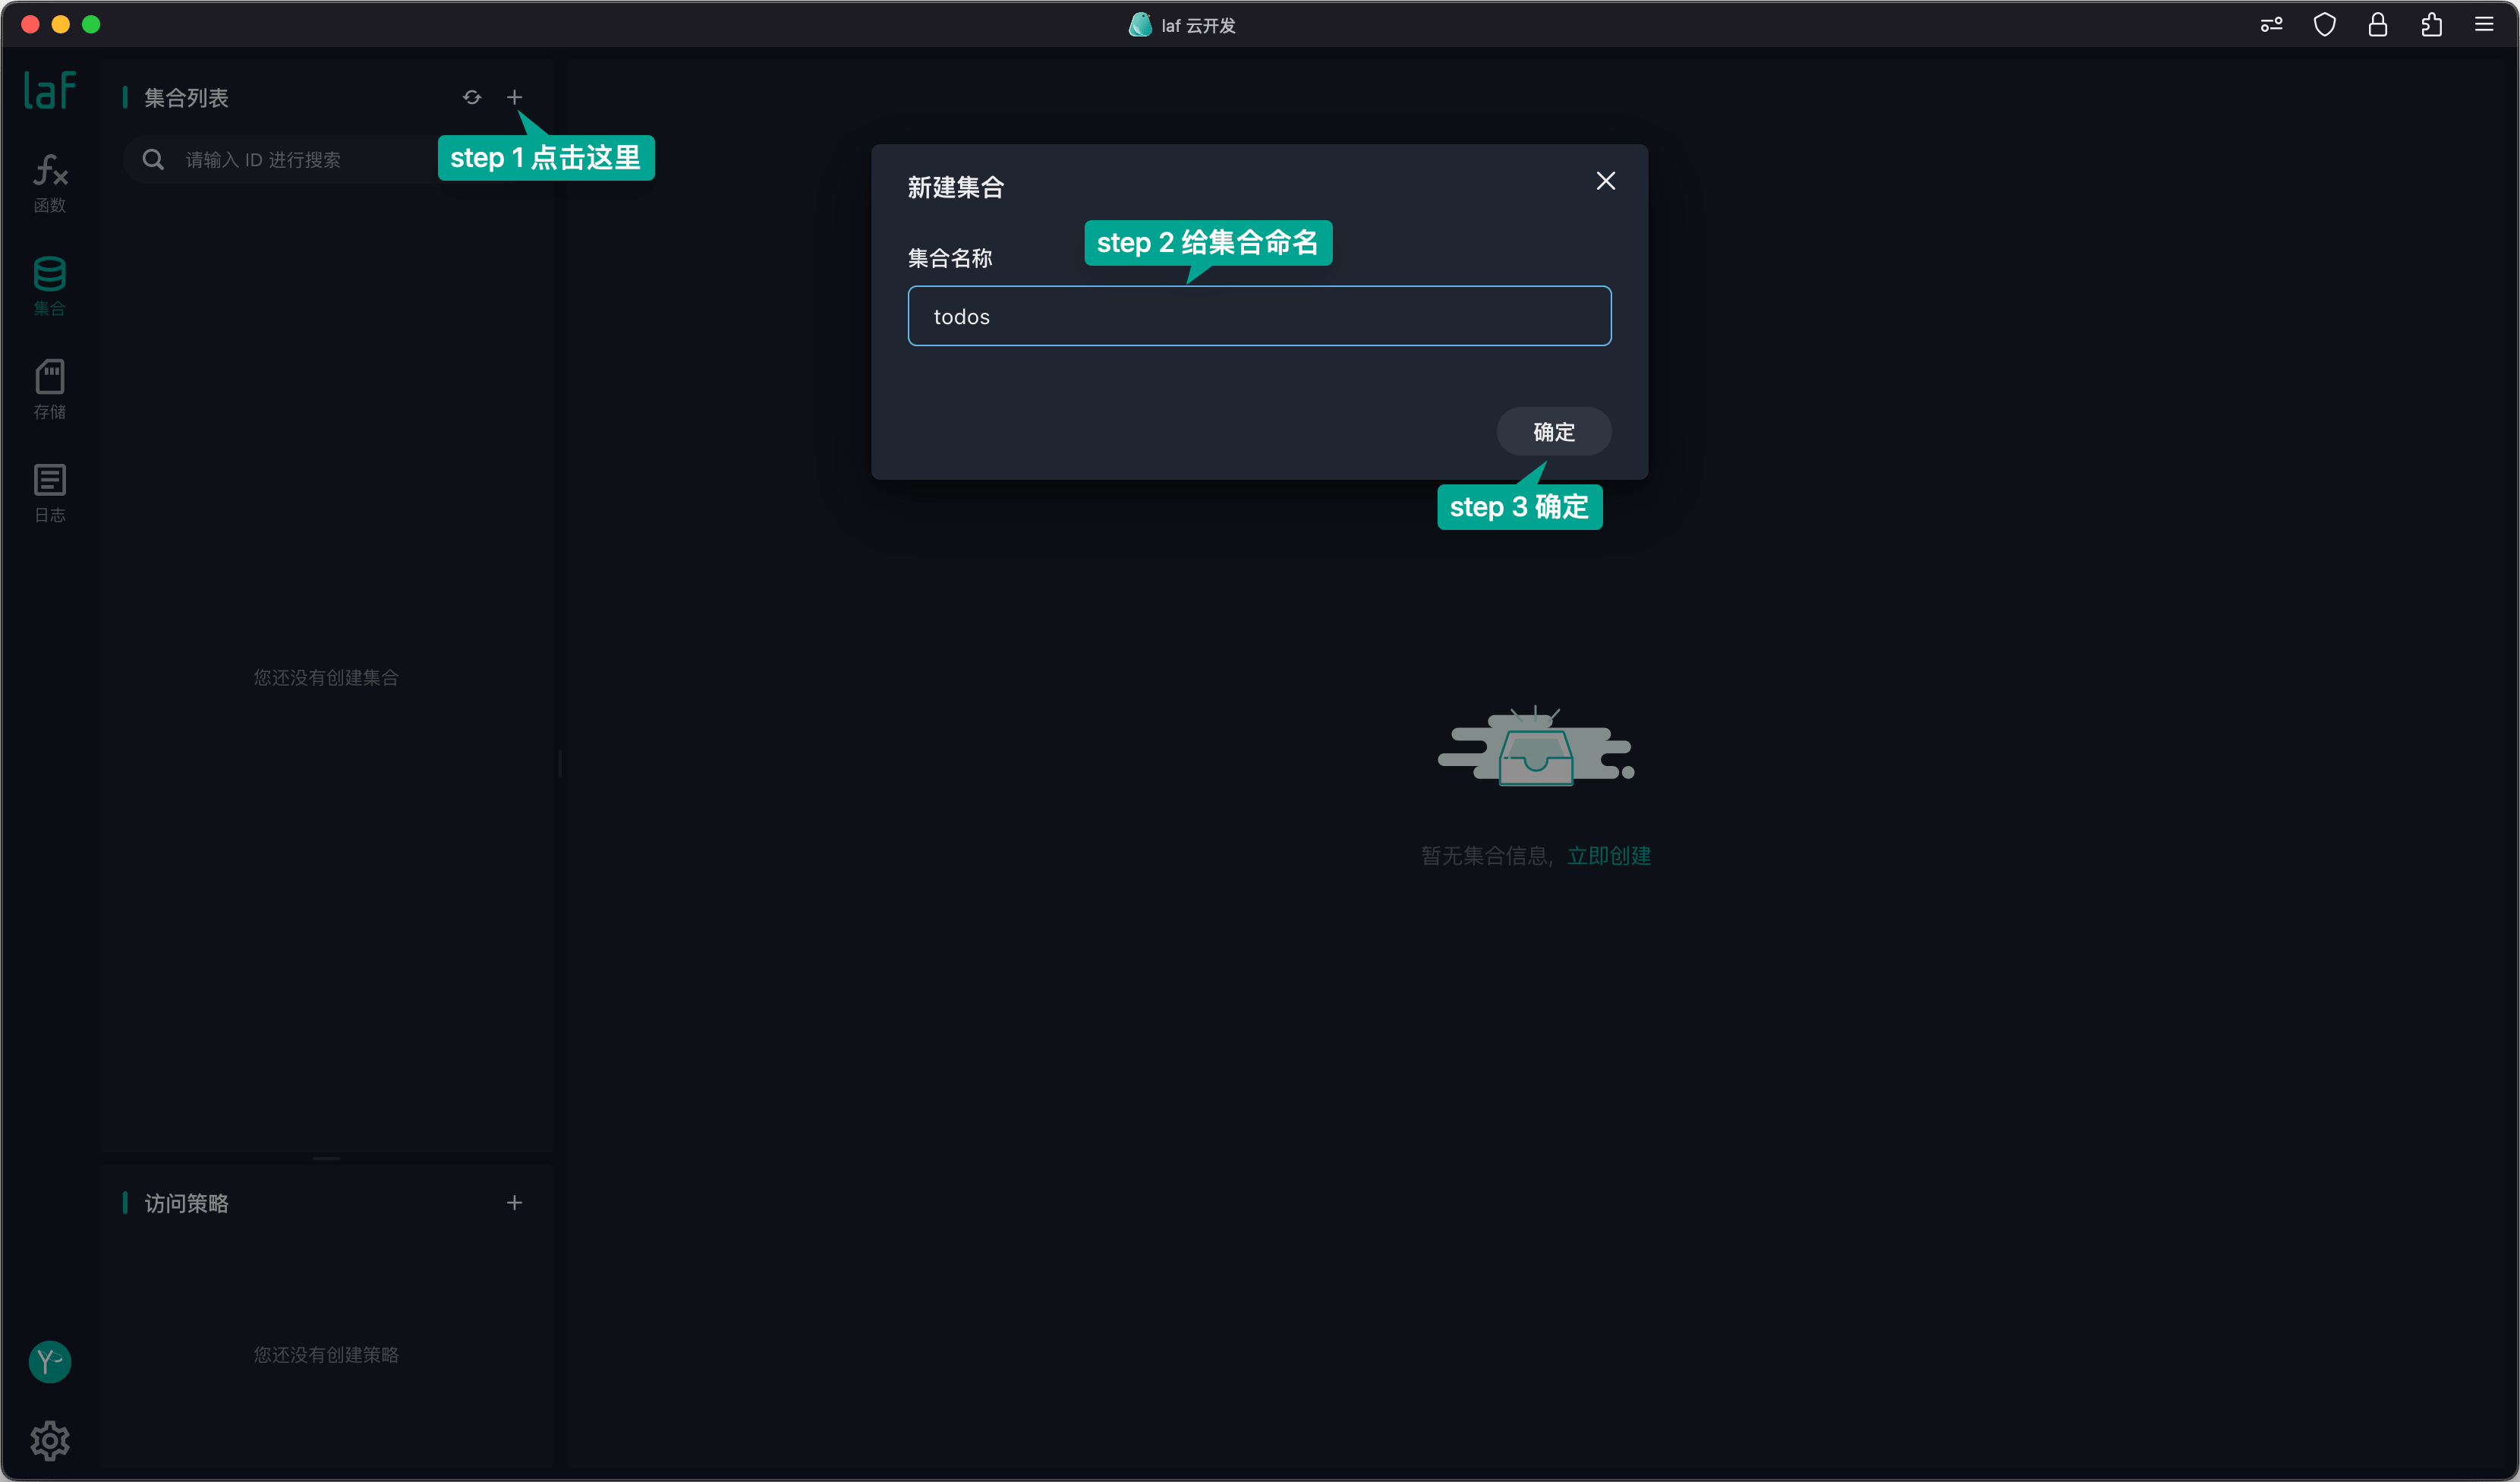 laf 云开发
laf
集合列表
step 1 点击这里
请输入 ID 进行搜索
函数
集合
存储
日志
新建集合
step 2 给集合命名
集合名称
todos
确定
step 3 确定
您还没有创建集合
暂无集合信息，立即创建
访问策略
您还没有创建策略